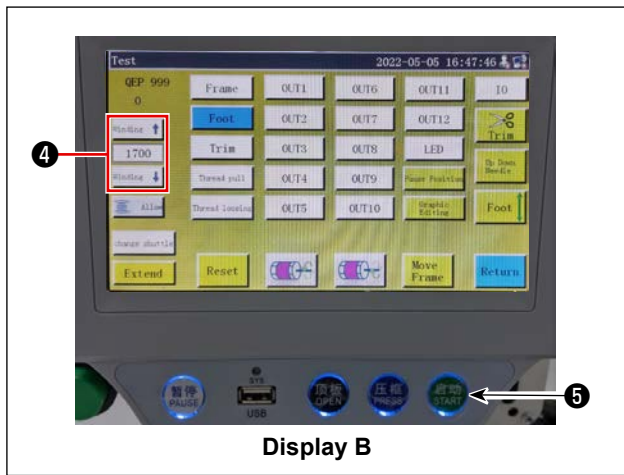 Test 2022-05-05 16:47:46
QEP 999
0
Frame OUT1 OUT6 OUT11 IO
Winding
Foot OUT2 OUT7 OUT12
Trim
1700
Trim OUT3 OUT8 LED
Winding
Thread pull OUT4 OUT9 Pause Position
Up Down
Needle
Allow
Thread loosing OUT5 OUT10 Graphic
Editing
Foot
change shuttle
Extend Reset Move
Frame
Return
❹
暂停
PAUSE
SYS
USB
顶板
OPEN
压框
PRESS
启动
START
❺
Display B